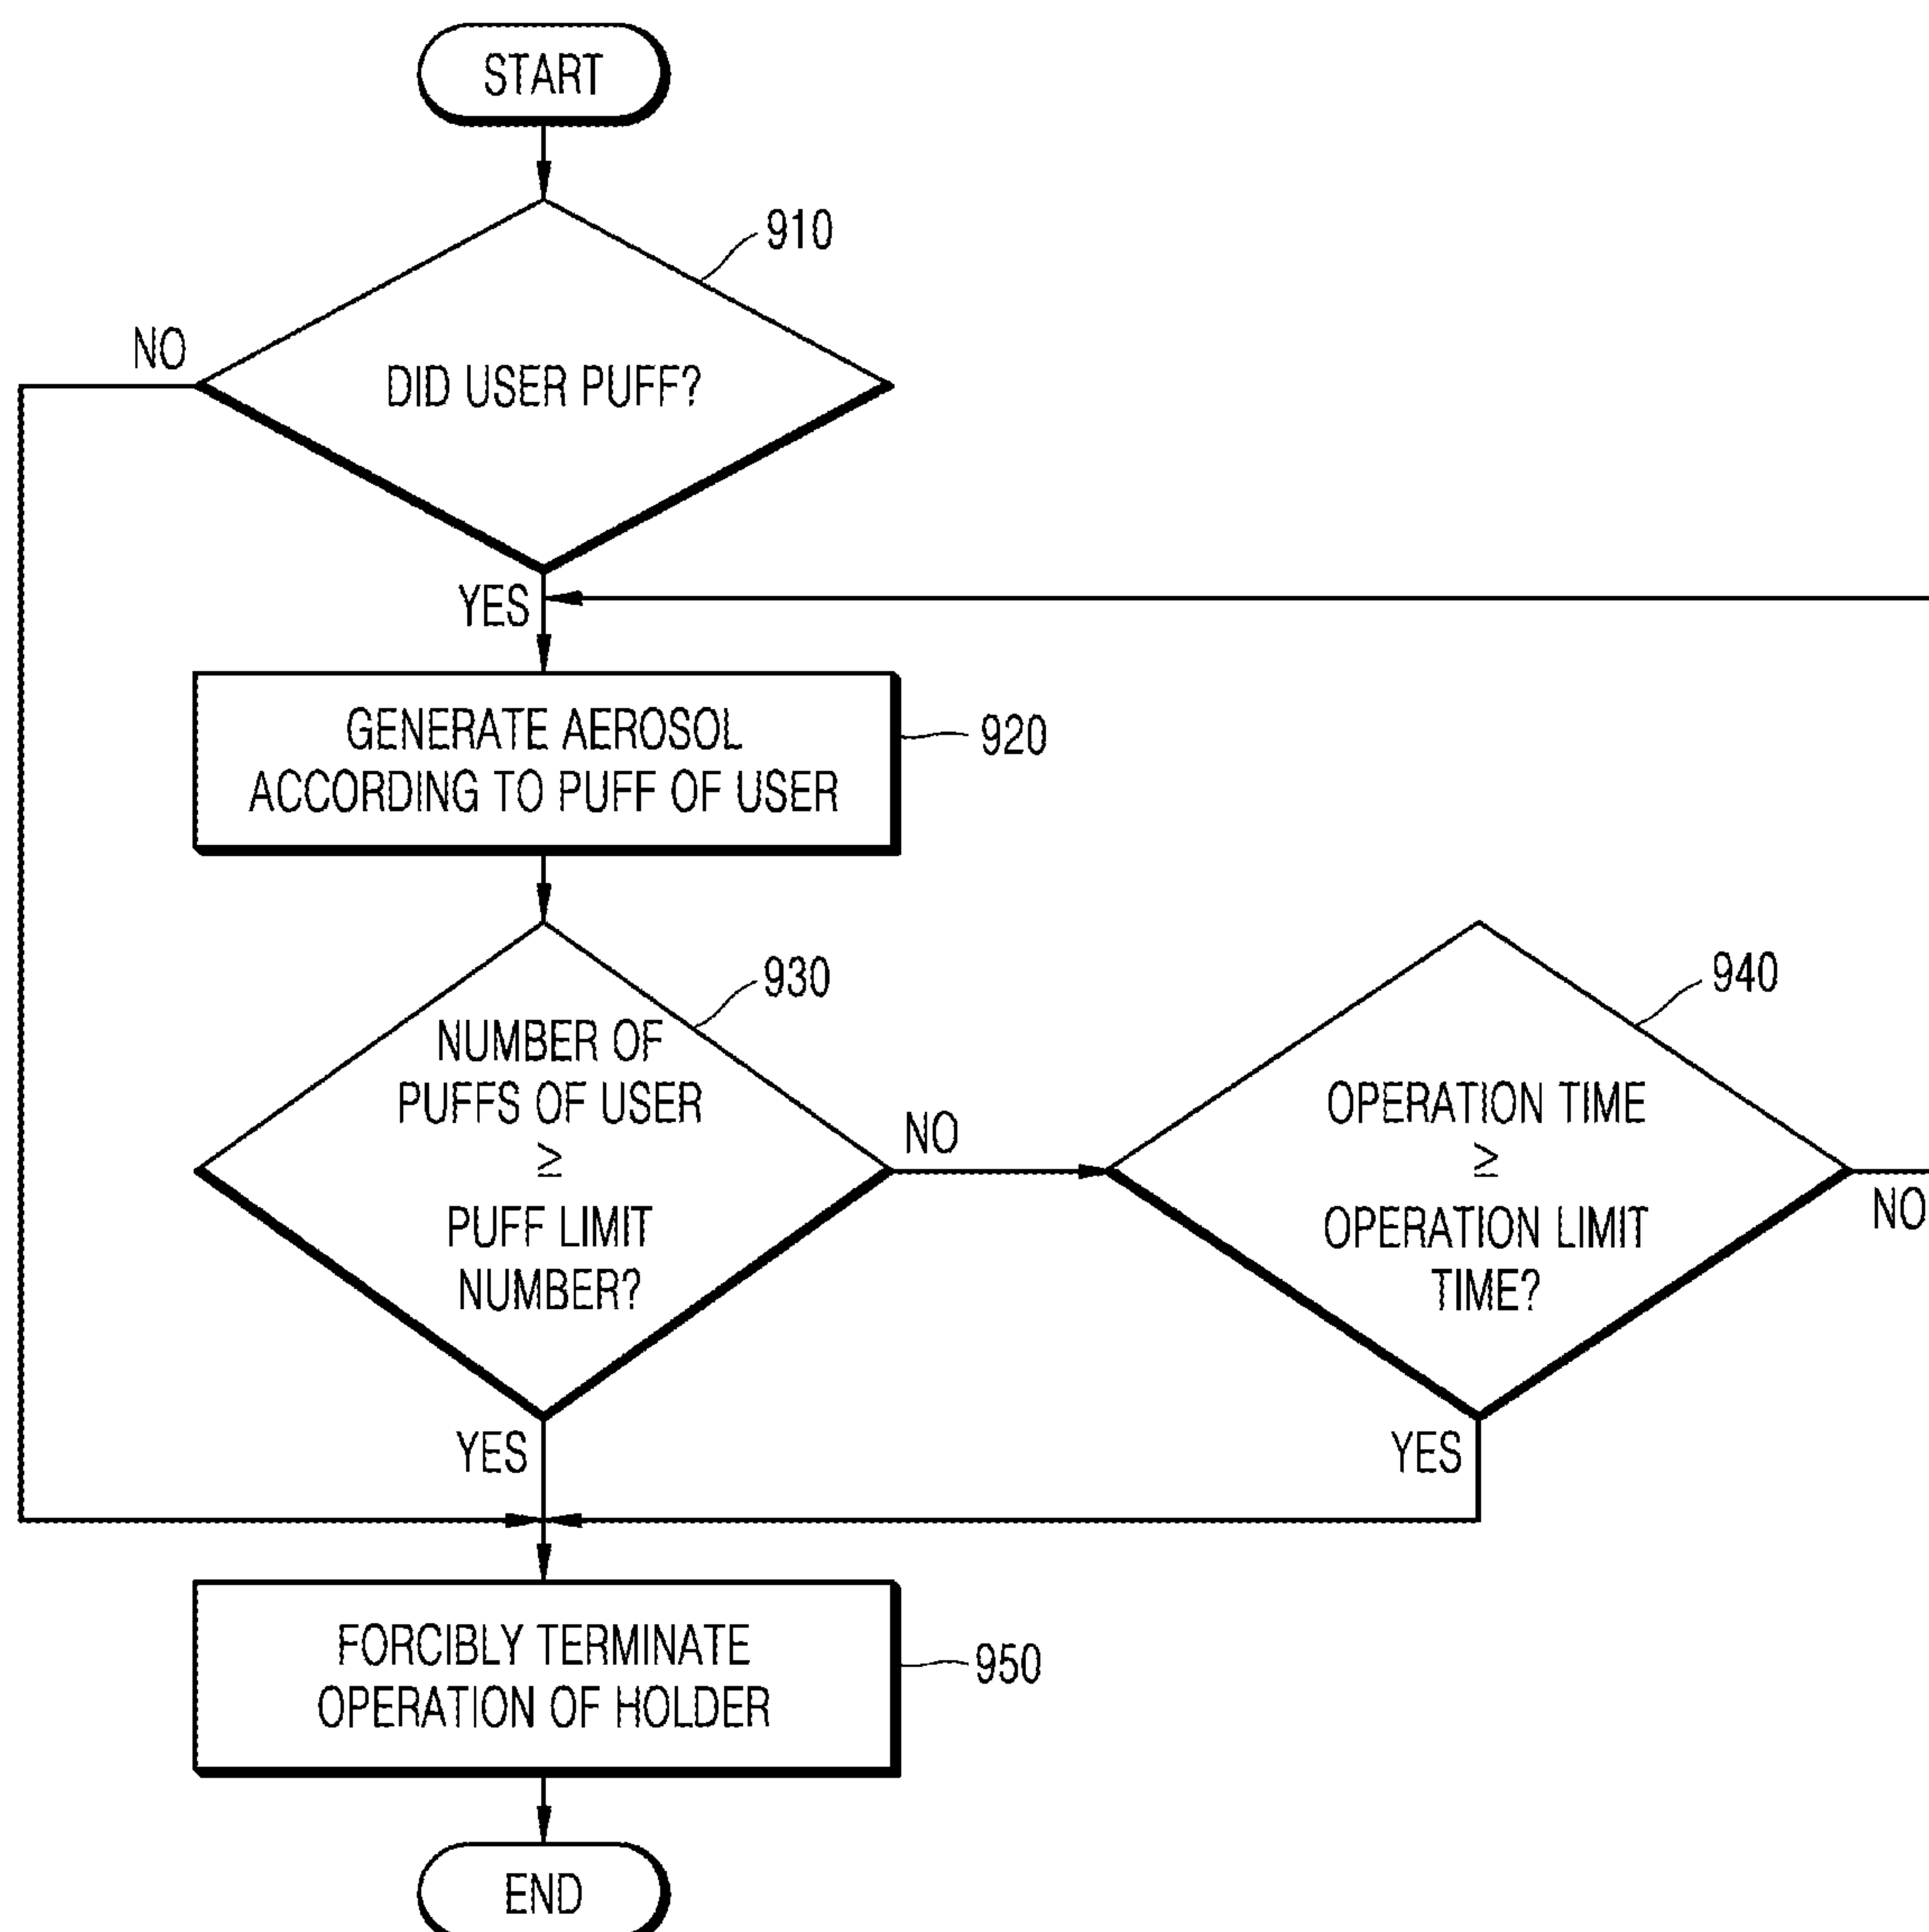 START
910
NO
DID USER PUFF?
YES
GENERATE AEROSOL
ACCORDING TO PUFF OF USER
920
930
NUMBER OF
PUFFS OF USER
≥
PUFF LIMIT
NUMBER?
NO
940
OPERATION TIME
≥
OPERATION LIMIT
TIME?
NO
YES
YES
FORCIBLY TERMINATE
OPERATION OF HOLDER
950
END